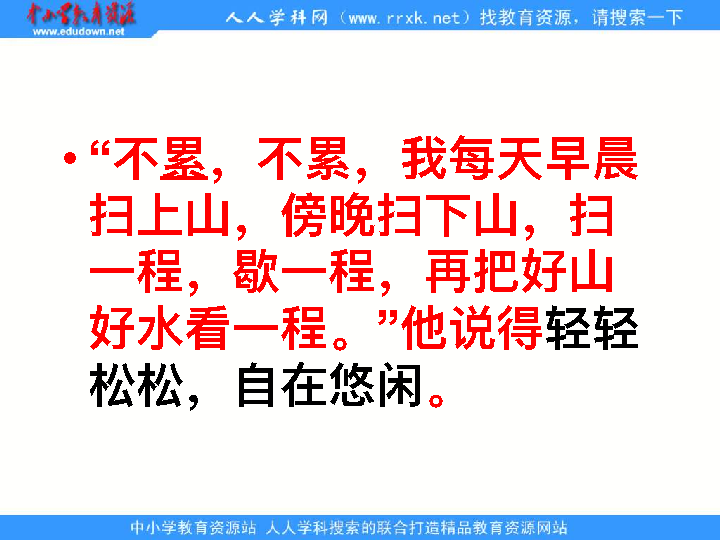 中小学教育资源
www.edudown.net
人人学科网（www.rrxk.net）找教育资源，请搜索一下
•“不累，不累，我每天早晨
扫上山，傍晚扫下山，扫
一程，歇一程，再把好山
好水看一程。”他说得轻轻
松松，自在悠闲。
中小学教育资源站 人人学科搜索的联合打造精品教育资源网站